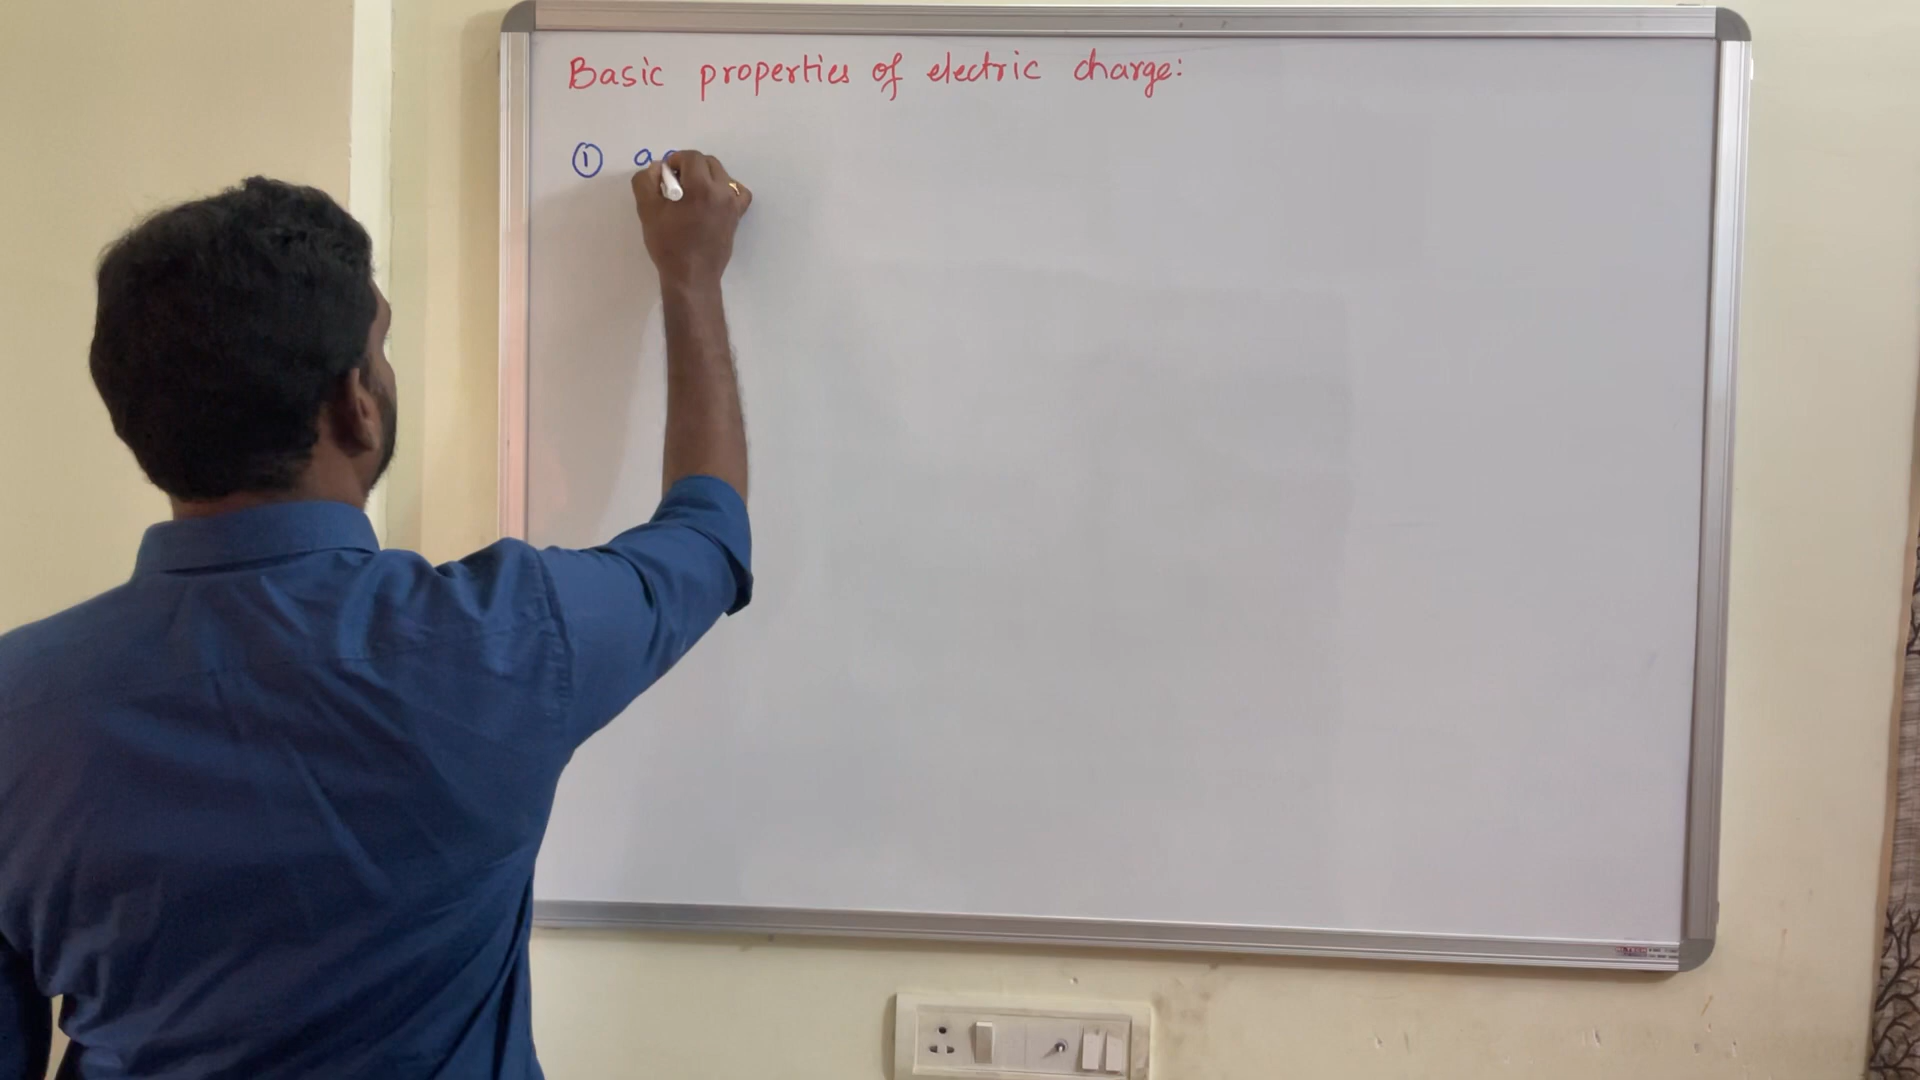 Basic properties of electric charge:
①